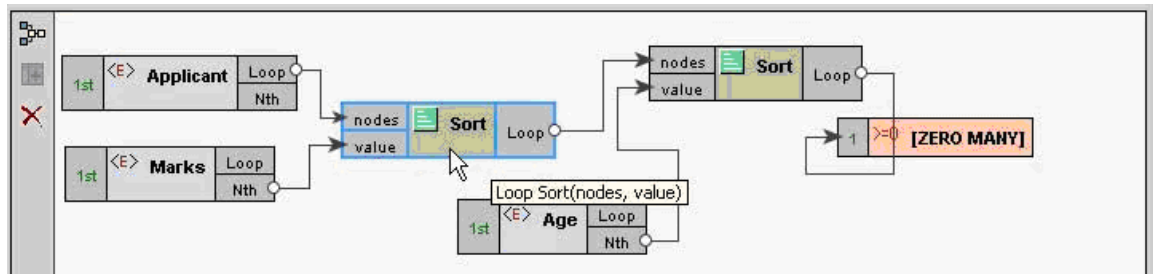 1st <E> Applicant Loop
Nth
nodes Sort Loop
value
nodes Sort Loop
value
1 >=0 [ZERO MANY]
1st <E> Marks Loop
Nth
Loop Sort(nodes, value)
1st <E> Age Loop
Nth